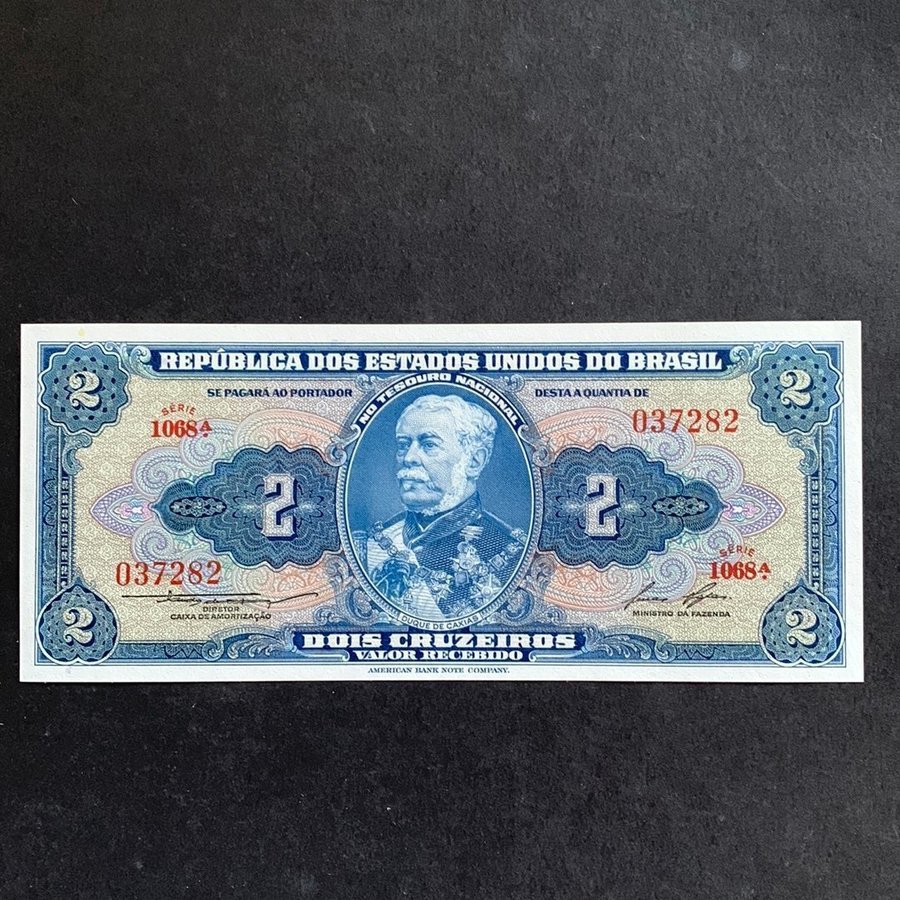 REPÚBLICA DOS ESTADOS UNIDOS DO BRASIL
2
2
SE PAGARÁ AO PORTADOR
NO TESOURO NACIONAL
DESTA A QUANTIA DE
SÉRIE
1068ª
037282
2
2
037282
SÉRIE
1068ª
DIRETOR
CAIXA DE AMORTIZAÇÃO
MINISTRO DA FAZENDA
DUQUE DE CAXIAS
2
2
DOIS CRUZEIROS
VALOR RECEBIDO
AMERICAN BANK NOTE COMPANY.